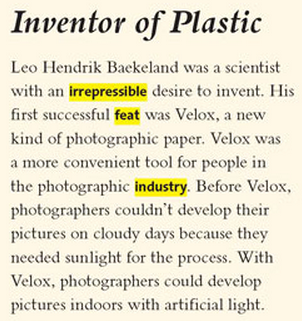 Inventor of Plastic
Leo Hendrik Baekeland was a scientist
with an irrepressible desire to invent. His
first successful feat was Velox, a new
kind of photographic paper. Velox was
a more convenient tool for people in
the photographic industry. Before Velox,
photographers couldn't develop their
pictures on cloudy days because they
needed sunlight for the process. With
Velox, photographers could develop
pictures indoors with artificial light.